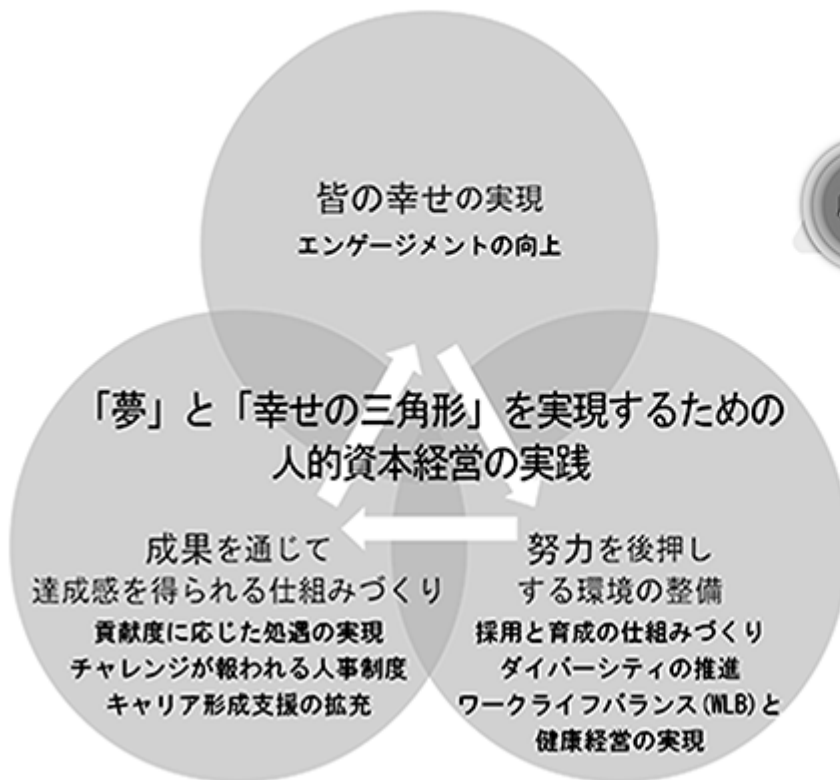 皆の幸せの実現
エンゲージメントの向上
「夢」と「幸せの三角形」を実現するための
人的資本経営の実践
成果を通じて
達成感を得られる仕組みづくり
貢献度に応じた処遇の実現
チャレンジが報われる人事制度
キャリア形成支援の拡充
努力を後押し
する環境の整備
採用と育成の仕組みづくり
ダイバーシティの推進
ワークライフバランス(WLB)と
健康経営の実現